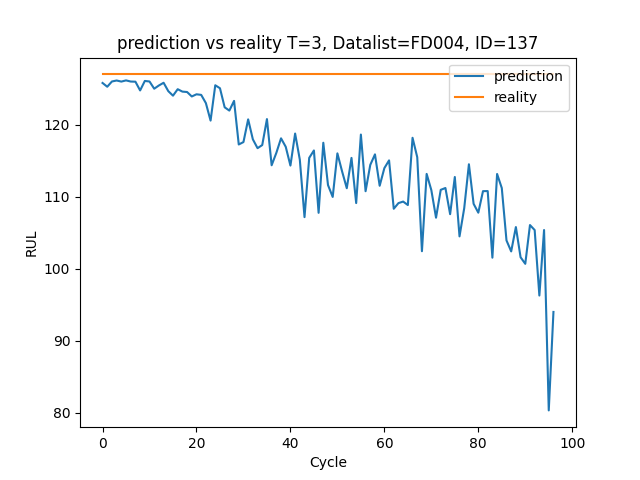 prediction vs reality T=3, Datalist=FD004, ID=137
prediction
reality
RUL
120
110
100
90
80
0 20 40 60 80 100
Cycle